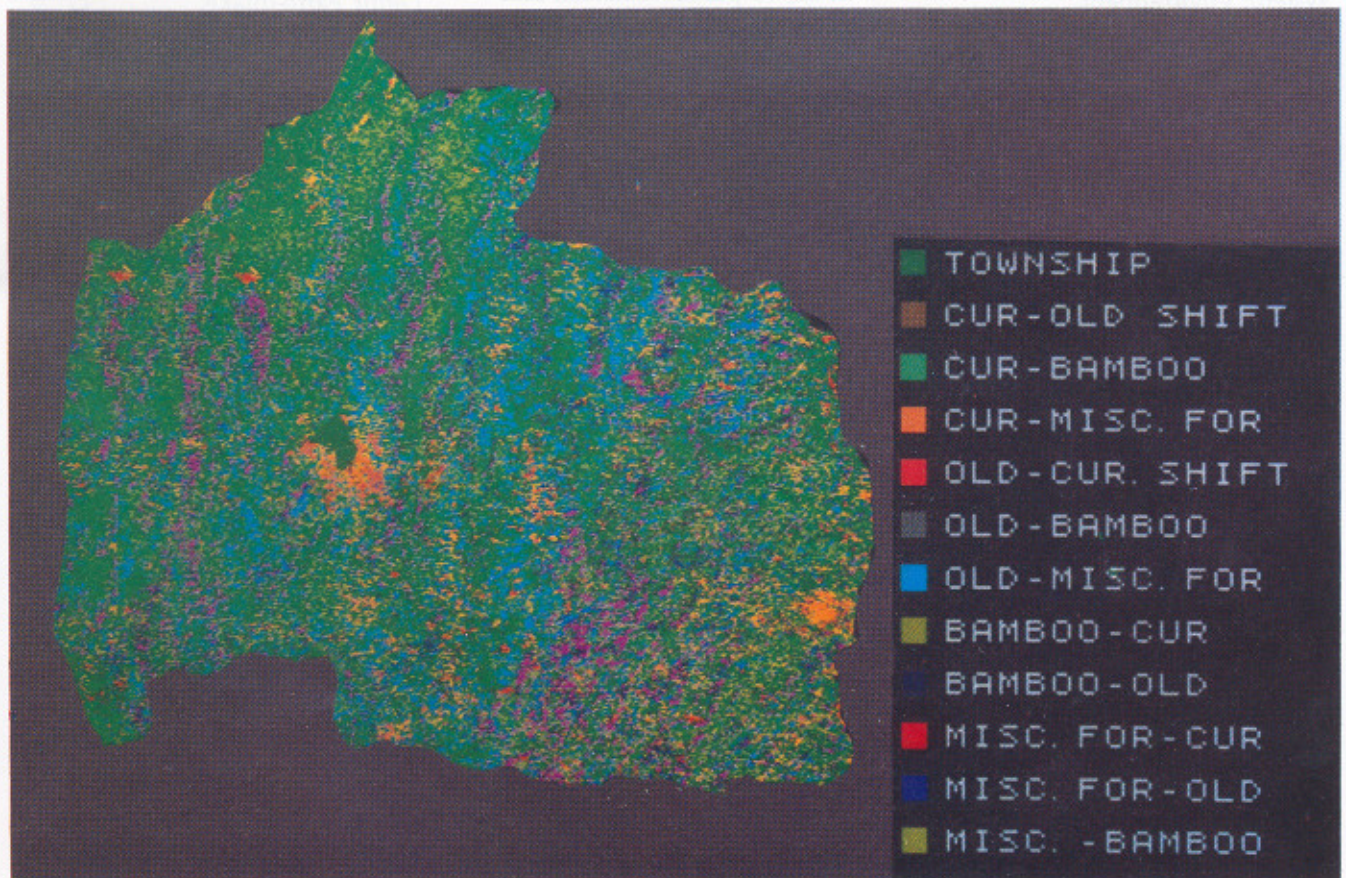 TOWNSHIP
CUR-OLD SHIFT
CUR-BAMBOO
CUR-MISC. FOR
OLD-CUR. SHIFT
OLD-BAMBOO
OLD-MISC. FOR
BAMBOO-CUR
BAMBOO-OLD
MISC. FOR-CUR
MISC. FOR-OLD
MISC. -BAMBOO